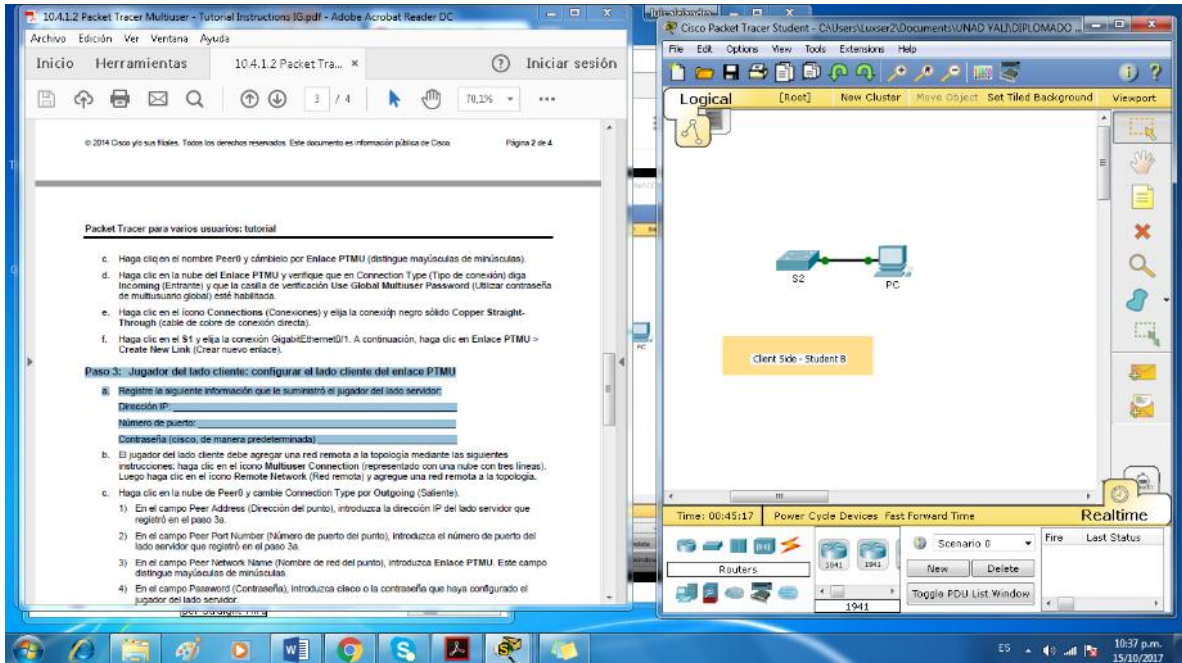 10.4.1.2 Packet Tracer Multiuser - Tutorial Instructions IG.pdf - Adobe Acrobat Reader DC
Archivo Edición Ver Ventana Ayuda
Inicio Herramientas 10.4.1.2 Packet Tra... × Iniciar sesión
3 / 4 70,1%
© 2014 Cisco y/o sus filiales. Todos los derechos reservados. Este documento es información pública de Cisco. Página 2 de 4
Packet Tracer para varios usuarios: tutorial
c. Haga clic en el nombre Peer0 y cámbielo por Enlace PTMU (distingue mayúsculas de minúsculas).
d. Haga clic en la nube del Enlace PTMU y verifique que en Connection Type (Tipo de conexión) diga
Incoming (Entrante) y que la casilla de verificación Use Global Multiuser Password (Utilizar contraseña
de multiusuario global) esté habilitada.
e. Haga clic en el ícono Connections (Conexiones) y elija la conexión negro sólido Copper Straight-
Through (cable de cobre de conexión directa).
f. Haga clic en el S1 y elija la conexión GigabitEthernet0/1. A continuación, haga clic en Enlace PTMU >
Create New Link (Crear nuevo enlace).
Paso 3: Jugador del lado cliente: configurar el lado cliente del enlace PTMU
a. Registre la siguiente información que le suministró el jugador del lado servidor:
Dirección IP:
Número de puerto:
Contraseña (cisco, de manera predeterminada)
b. El jugador del lado cliente debe agregar una red remota a la topología mediante las siguientes
instrucciones: haga clic en el ícono Multiuser Connection (representado con una nube con tres líneas).
Luego haga clic en el ícono Remote Network (Red remota) y agregue una red remota a la topología.
c. Haga clic en la nube de Peer0 y cambie Connection Type por Outgoing (Saliente).
1) En el campo Peer Address (Dirección del punto), introduzca la dirección IP del lado servidor que
registró en el paso 3a.
2) En el campo Peer Port Number (Número de puerto del punto), introduzca el número de puerto del
lado servidor que registró en el paso 3a.
3) En el campo Peer Network Name (Nombre de red del punto), introduzca Enlace PTMU. Este campo
distingue mayúsculas de minúsculas.
4) En el campo Password (Contraseña), introduzca cisco o la contraseña que haya configurado el
jugador del lado servidor.
Cisco Packet Tracer Student - C:\Users\Luxser2\Documents\UNAD YALI\DIPLOMADO ...
File Edit Options View Tools Extensions Help
Logical [Root] New Cluster Move Object Set Tiled Background Viewport
S2
PC
Client Side - Student B
Time: 00:45:17 Power Cycle Devices Fast Forward Time Realtime
Routers
1841 1941
1941
Scenario 0
New Delete
Toggle PDU List Window
Fire Last Status
ES 10:37 p.m.
15/10/2017